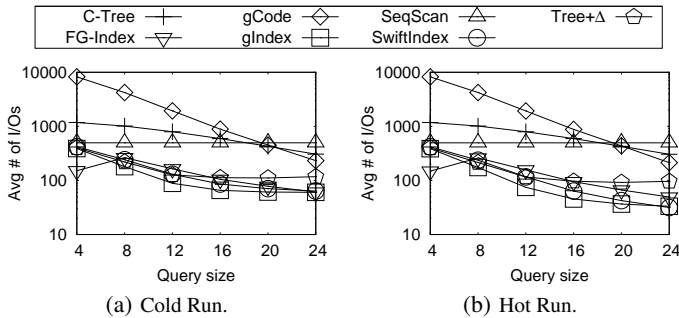 C-Tree gCode SeqScan Tree+Δ
FG-Index gIndex SwiftIndex
10000
1000
100
10
Avg # of I/Os
4 8 12 16 20 24
Query size
(a) Cold Run.
10000
1000
100
10
Avg # of I/Os
4 8 12 16 20 24
Query size
(b) Hot Run.